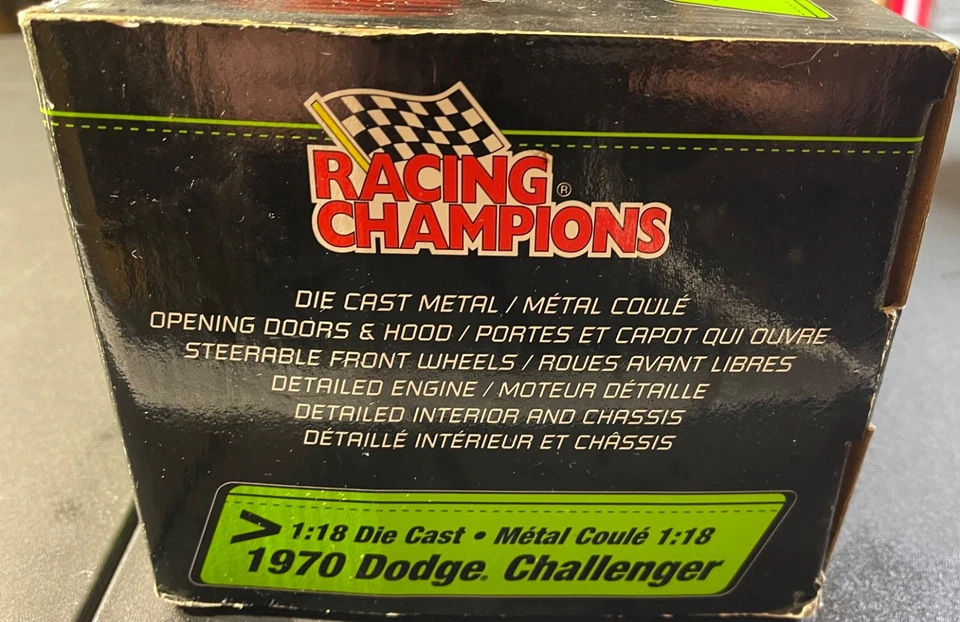 RACING
CHAMPIONS®
DIE CAST METAL / MÉTAL COULÉ
OPENING DOORS & HOOD / PORTES ET CAPOT QUI OUVRE
STEERABLE FRONT WHEELS / ROUES AVANT LIBRES
DETAILED ENGINE / MOTEUR DÉTAILLE
DETAILED INTERIOR AND CHASSIS
DÉTAILLÉ INTÉRIEUR ET CHÂSSIS
> 1:18 Die Cast • Métal Coulé 1:18
1970 Dodge. Challenger